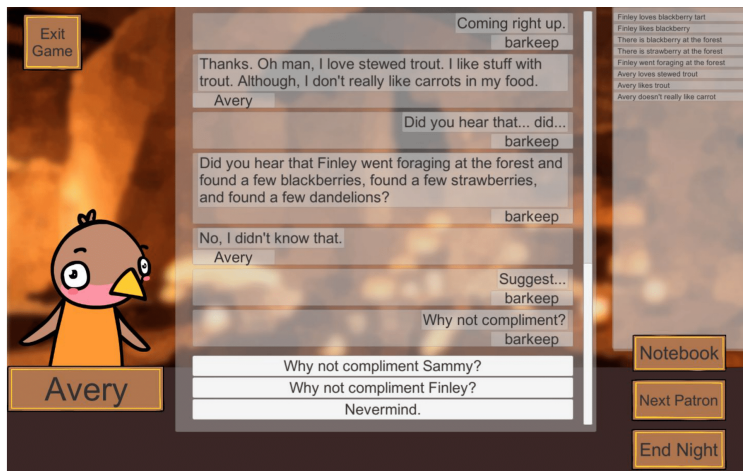 Exit
Game
Coming right up.
barkeep
Thanks. Oh man, I love stewed trout. I like stuff with
trout. Although, I don't really like carrots in my food.
Avery
Did you hear that... did...
barkeep
Did you hear that Finley went foraging at the forest and
found a few blackberries, found a few strawberries,
and found a few dandelions?
barkeep
No, I didn't know that.
Avery
Suggest...
barkeep
Why not compliment?
barkeep
Why not compliment Sammy?
Why not compliment Finley?
Nevermind.
Finley loves blackberry tart
Finley likes blackberry
There is blackberry at the forest
There is strawberry at the forest
Finley went foraging at the forest
Avery loves stewed trout
Avery likes trout
Avery doesn't really like carrot
Avery
Notebook
Next Patron
End Night